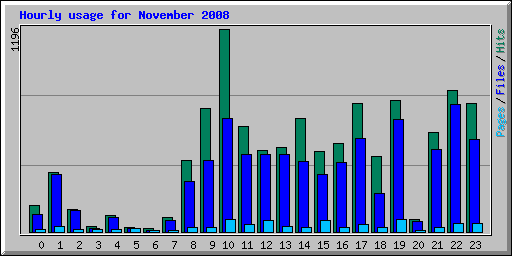 Hourly usage for November 2008
1196
Pages / Files / Hits
0 1 2 3 4 5 6 7 8 9 10 11 12 13 14 15 16 17 18 19 20 21 22 23